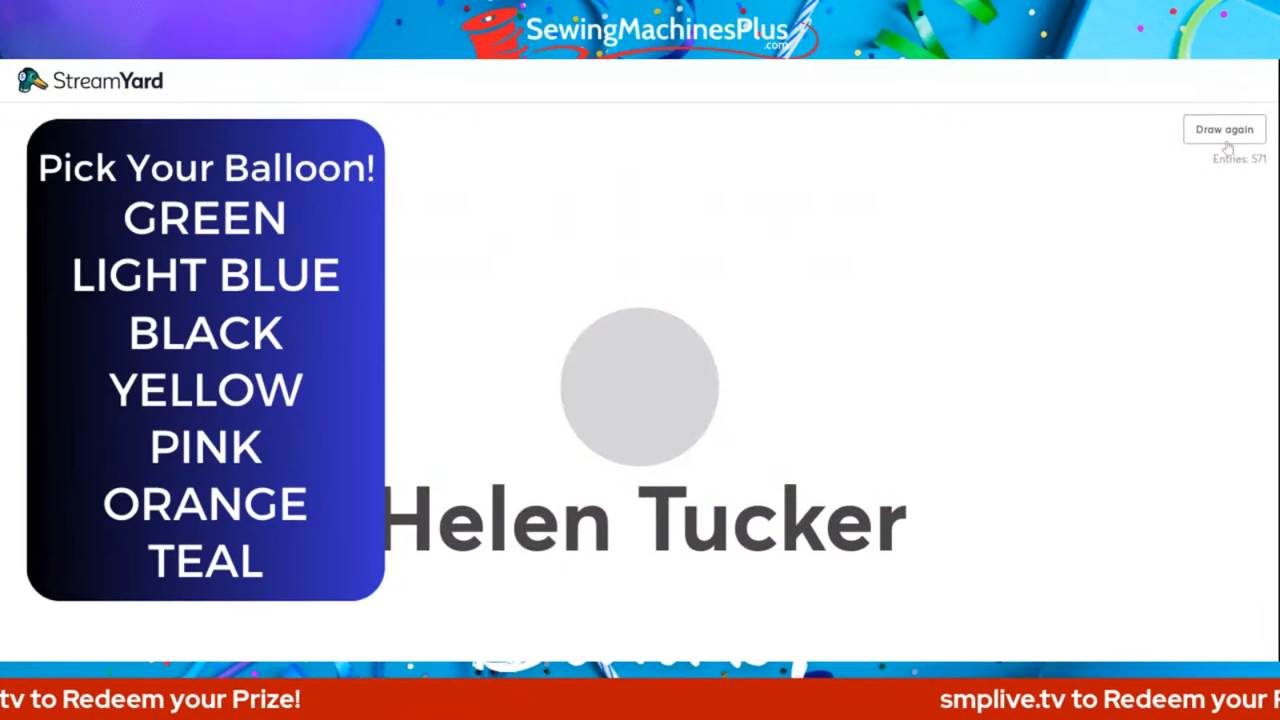 SewingMachinesPlus
.com
StreamYard
Draw again
Entries: 571
Pick Your Balloon!
GREEN
LIGHT BLUE
BLACK
YELLOW
PINK
ORANGE
TEAL
Helen Tucker
tv to Redeem your Prize!
smplive.tv to Redeem your